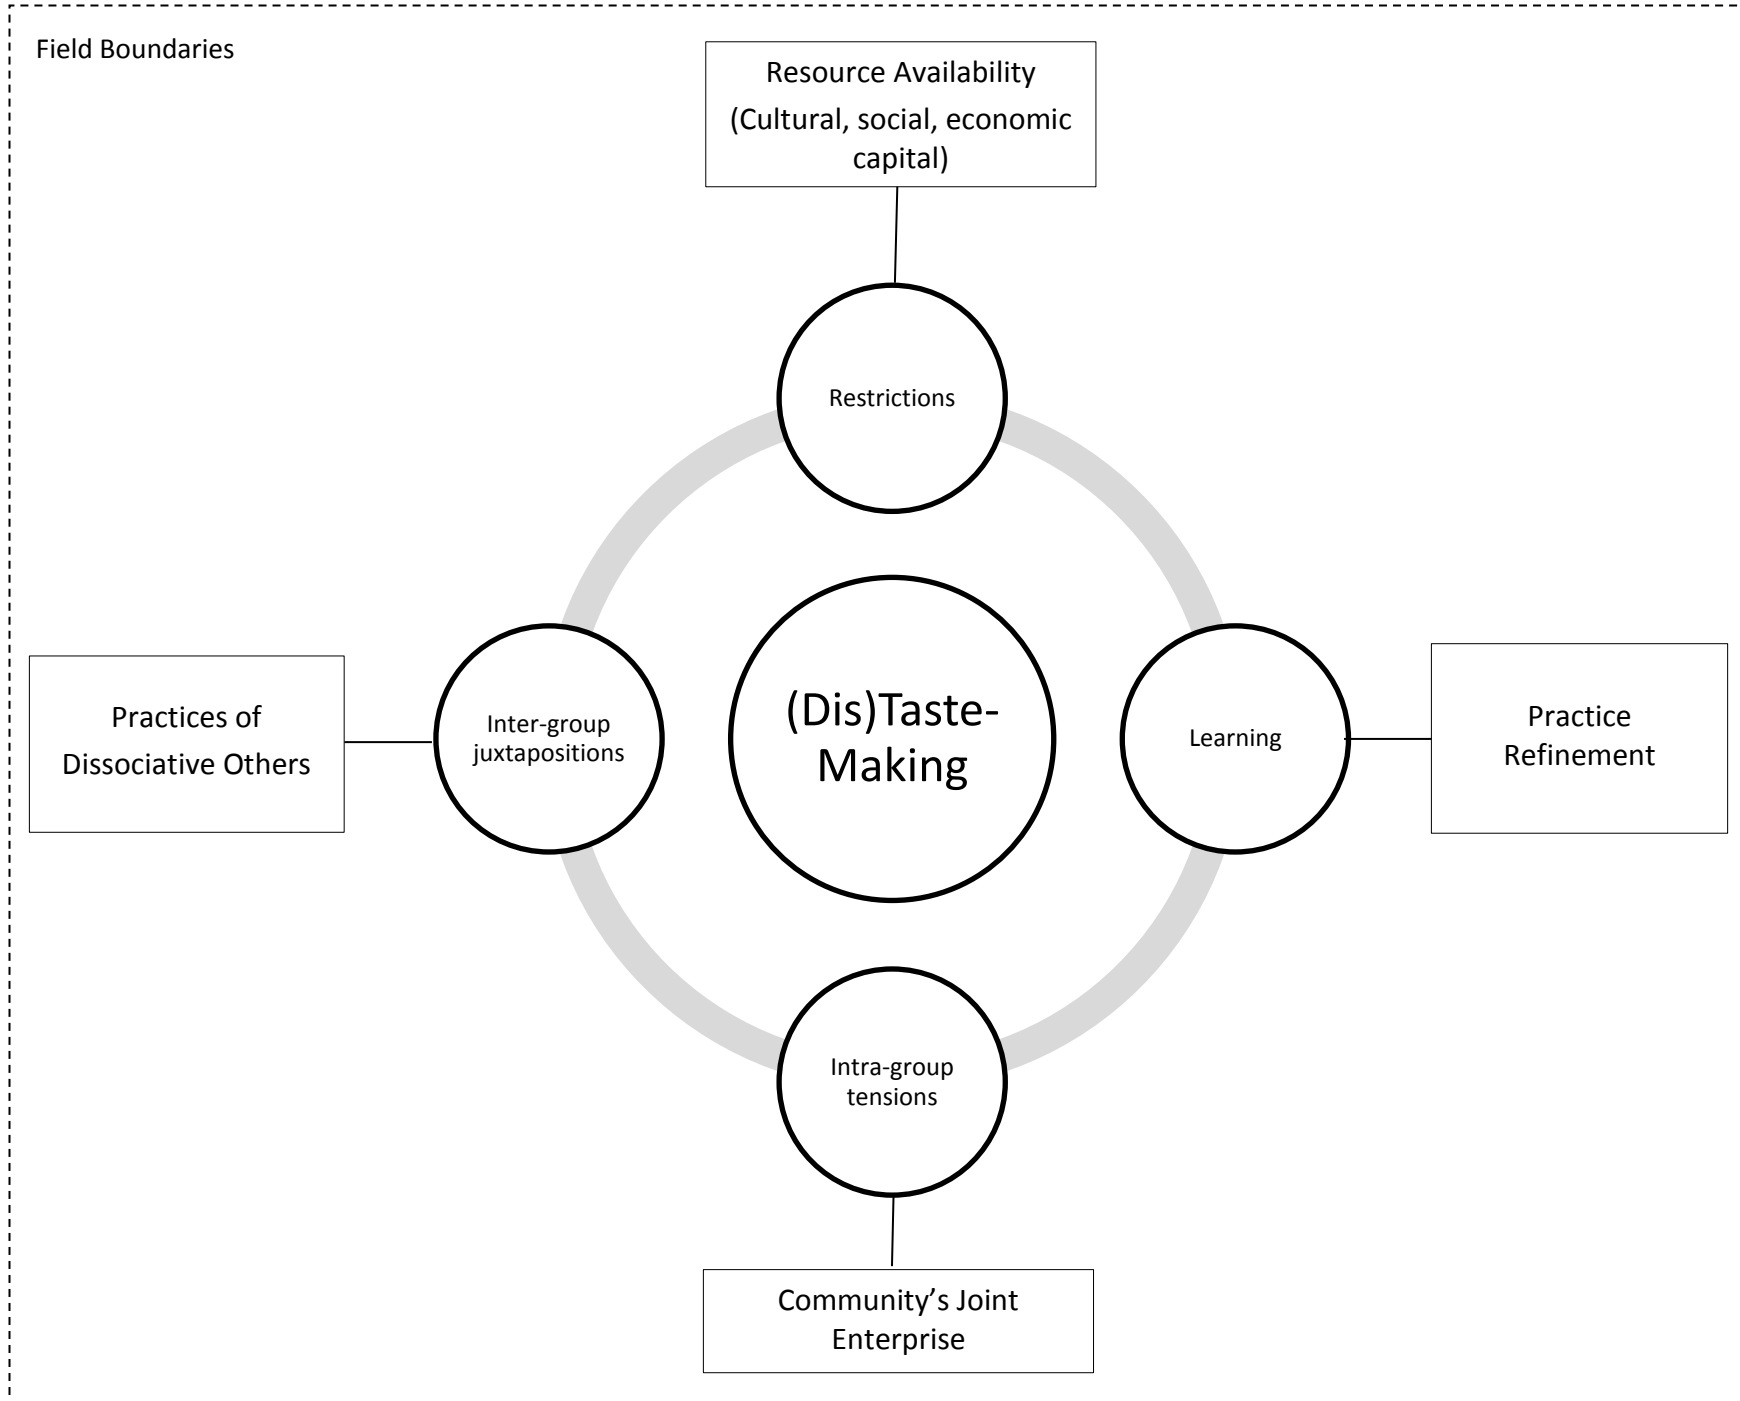 Field Boundaries
Resource Availability
(Cultural, social, economic
capital)
Restrictions
Practices of
Dissociative Others
Inter-group
juxtapositions
(Dis)Taste-
Making
Learning
Practice
Refinement
Intra-group
tensions
Community’s Joint
Enterprise